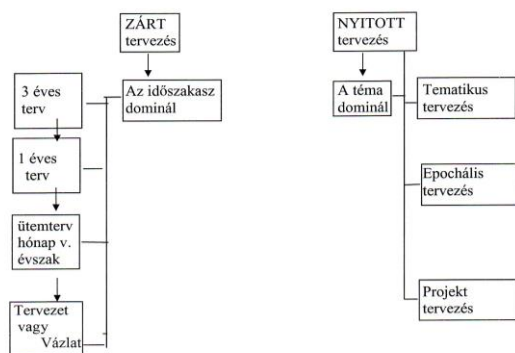 ZÁRT
tervezés
Az időszakasz
dominál
3 éves
terv
1 éves
terv
ütemterv
hónap v.
évszak
Tervezet
vagy
Vázlat
NYITOTT
tervezés
A téma
dominál
Tematikus
tervezés
Epochális
tervezés
Projekt
tervezés